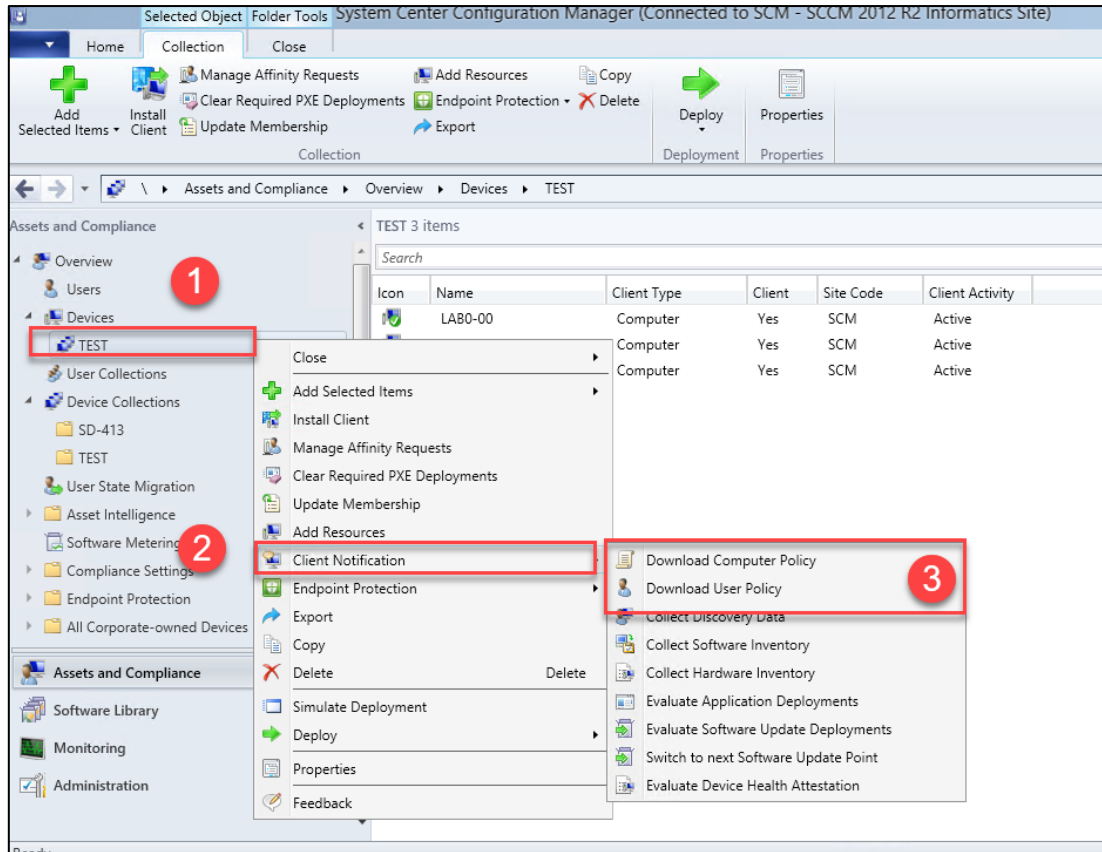 Selected Object Folder Tools System Center Configuration Manager (Connected to SCM - SCCM 2012 R2 Informatics Site)
Home Collection Close
Add Selected Items
Install Client
Manage Affinity Requests
Clear Required PXE Deployments
Update Membership
Add Resources
Endpoint Protection
Export
Copy
Delete
Deploy
Properties
Collection Deployment Properties
\ Assets and Compliance Overview Devices TEST
Assets and Compliance
Overview
Users
1
Devices
TEST
User Collections
Device Collections
SD-413
TEST
User State Migration
Asset Intelligence
Software Metering
2
Compliance Settings
Endpoint Protection
All Corporate-owned Devices
Assets and Compliance
Software Library
Monitoring
Administration
TEST 3 items
Search
Icon Name Client Type Client Site Code Client Activity
LAB0-00 Computer Yes SCM Active
Computer Yes SCM Active
Computer Yes SCM Active
Close
Add Selected Items
Install Client
Manage Affinity Requests
Clear Required PXE Deployments
Update Membership
Add Resources
Client Notification
Endpoint Protection
Export
Copy
Delete Delete
Simulate Deployment
Deploy
Properties
Feedback
Download Computer Policy
Download User Policy
3
Collect Discovery Data
Collect Software Inventory
Collect Hardware Inventory
Evaluate Application Deployments
Evaluate Software Update Deployments
Switch to next Software Update Point
Evaluate Device Health Attestation
Ready